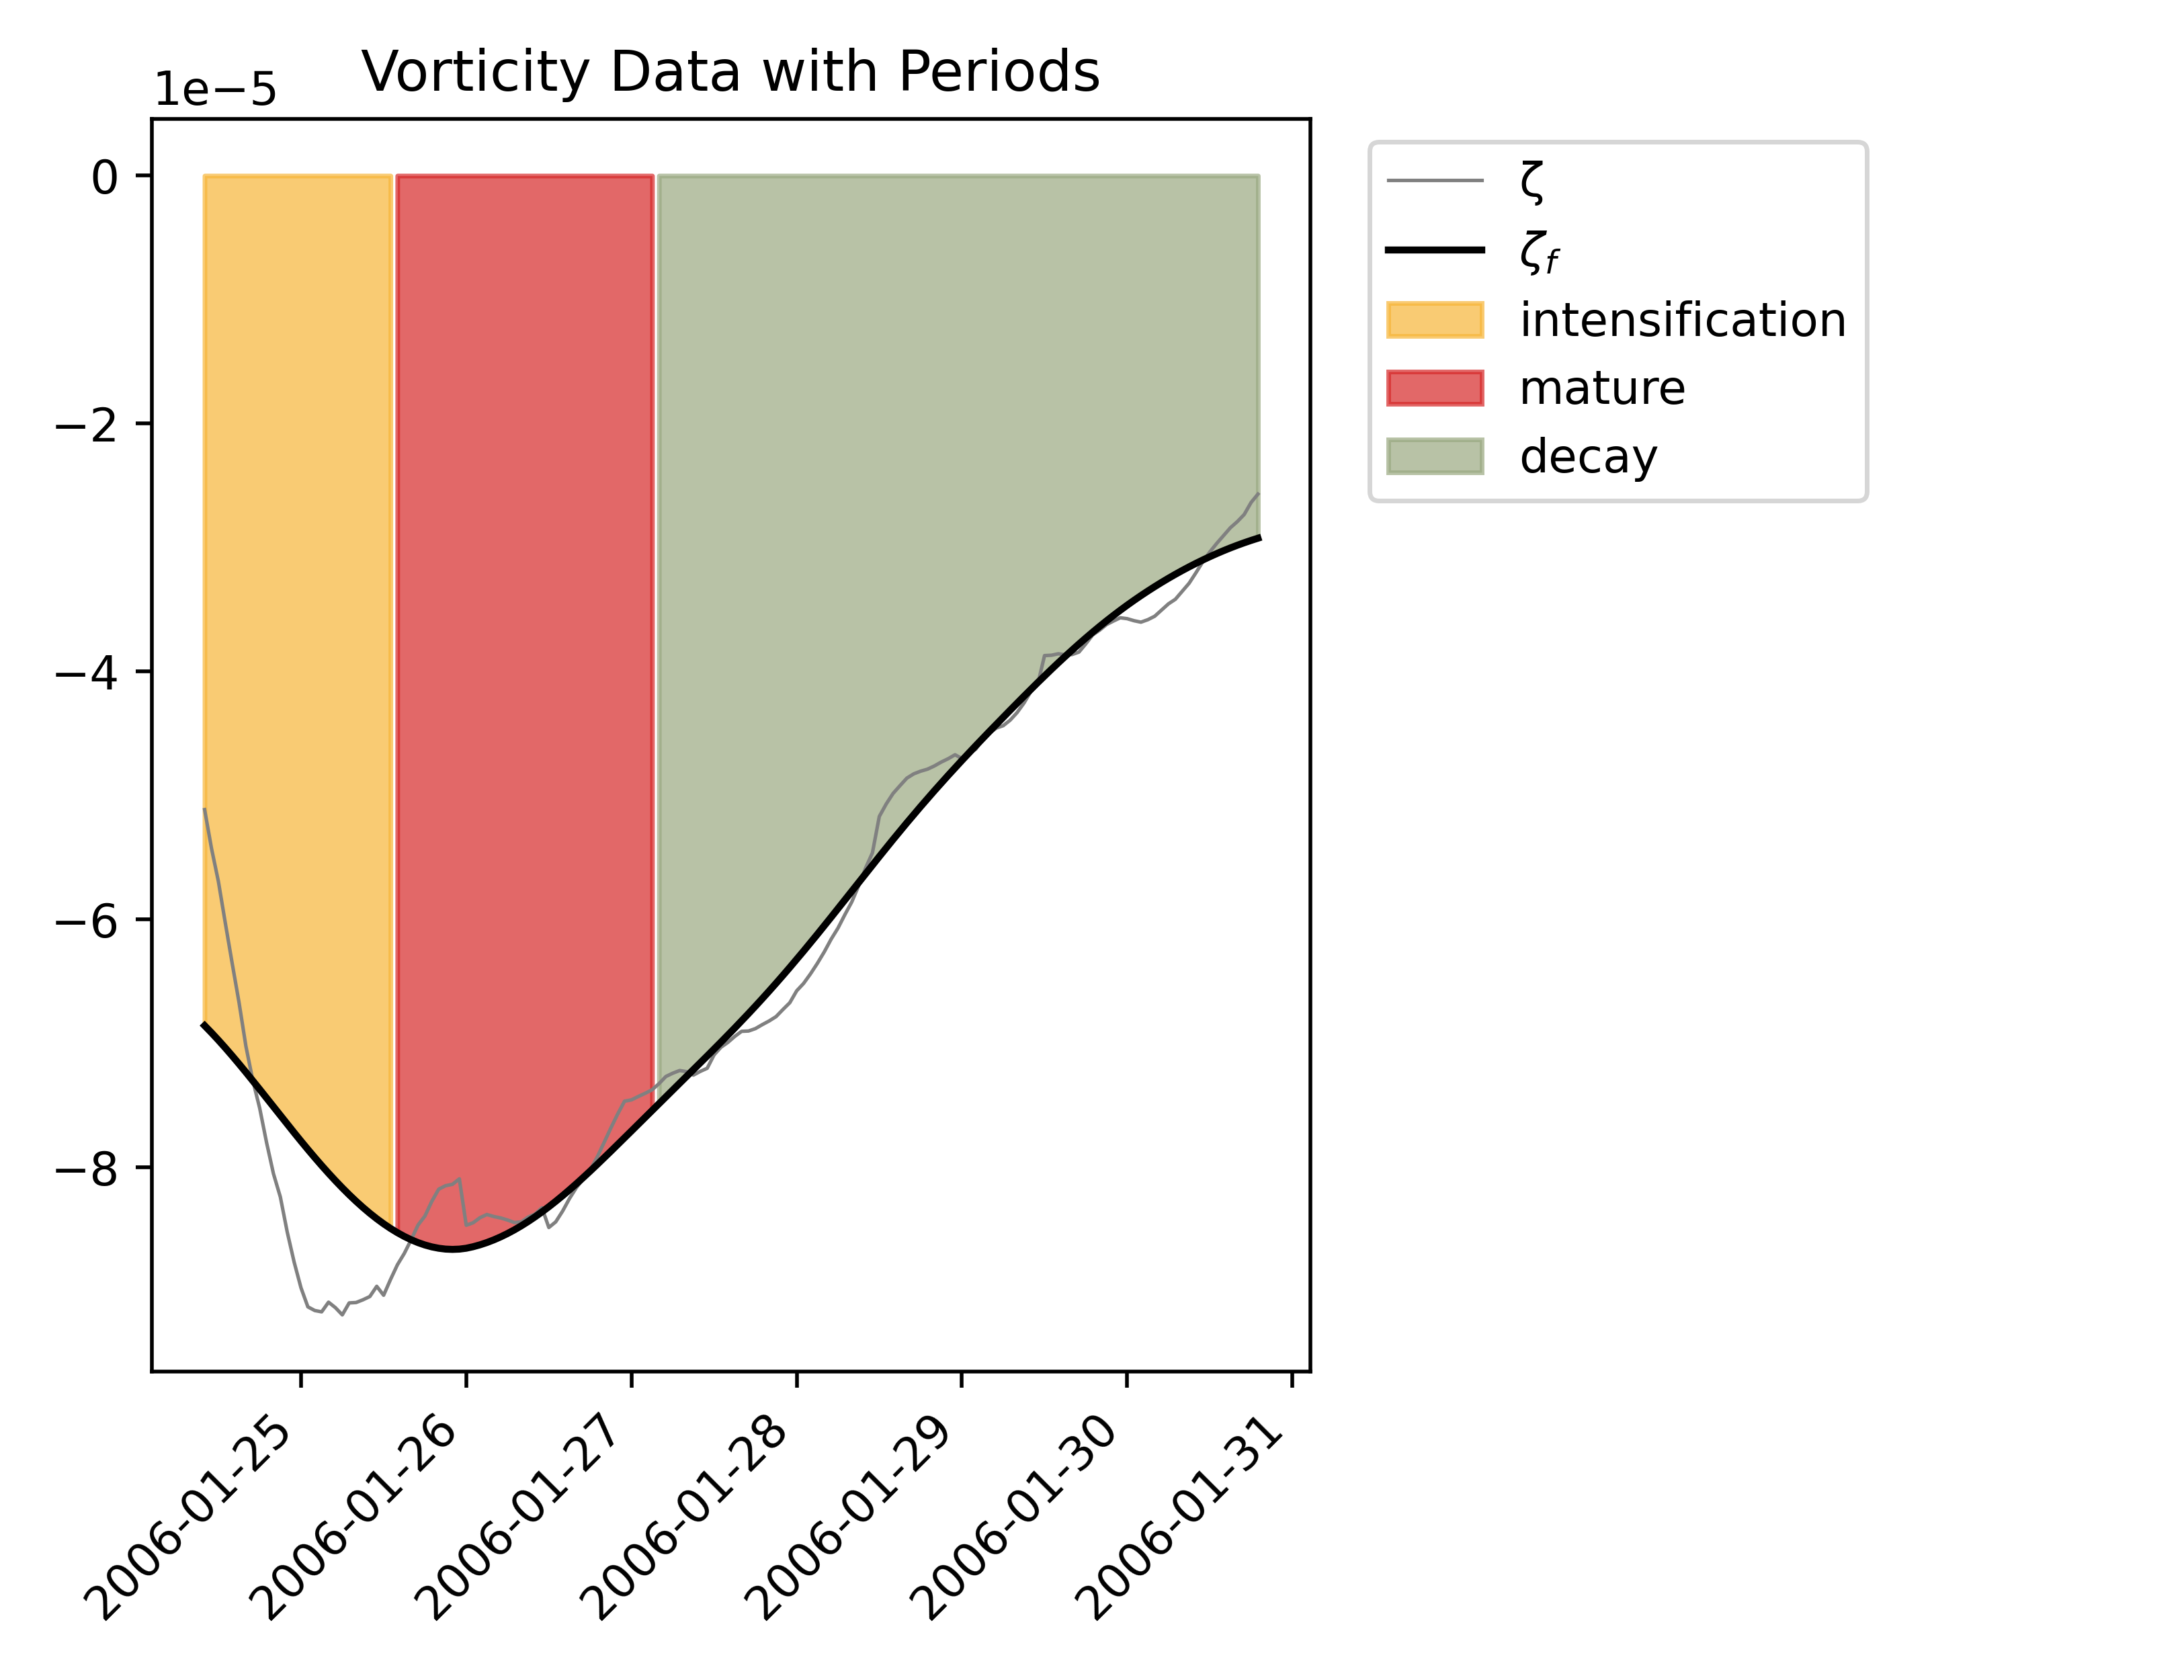 Vorticity Data with Periods
1e−5
0
−2
−4
−6
−8
2006-01-25
2006-01-26
2006-01-27
2006-01-28
2006-01-29
2006-01-30
2006-01-31
ζ
ζf
intensification
mature
decay